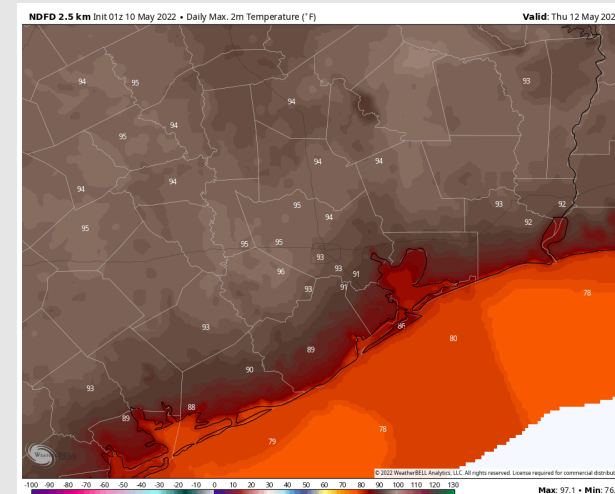 NDFD 2.5 km Init 01z 10 May 2022 • Daily Max. 2m Temperature (°F)
Valid: Thu 12 May 202
94 95 93
94
94
95
94 94
94 94
95 93 92
94 92
95 95 95
93
96 93 91
93 91
78
93 86
80
89
90
93
88
89
78
79
WeatherBELL
© 2022 WeatherBELL Analytics, LLC. All rights reserved. License required for commercial distribut
-100 -90 -80 -70 -60 -50 -40 -30 -20 -10 0 10 20 30 40 50 60 70 80 90 100 110 120 130
Max: 97.1 • Min: 76